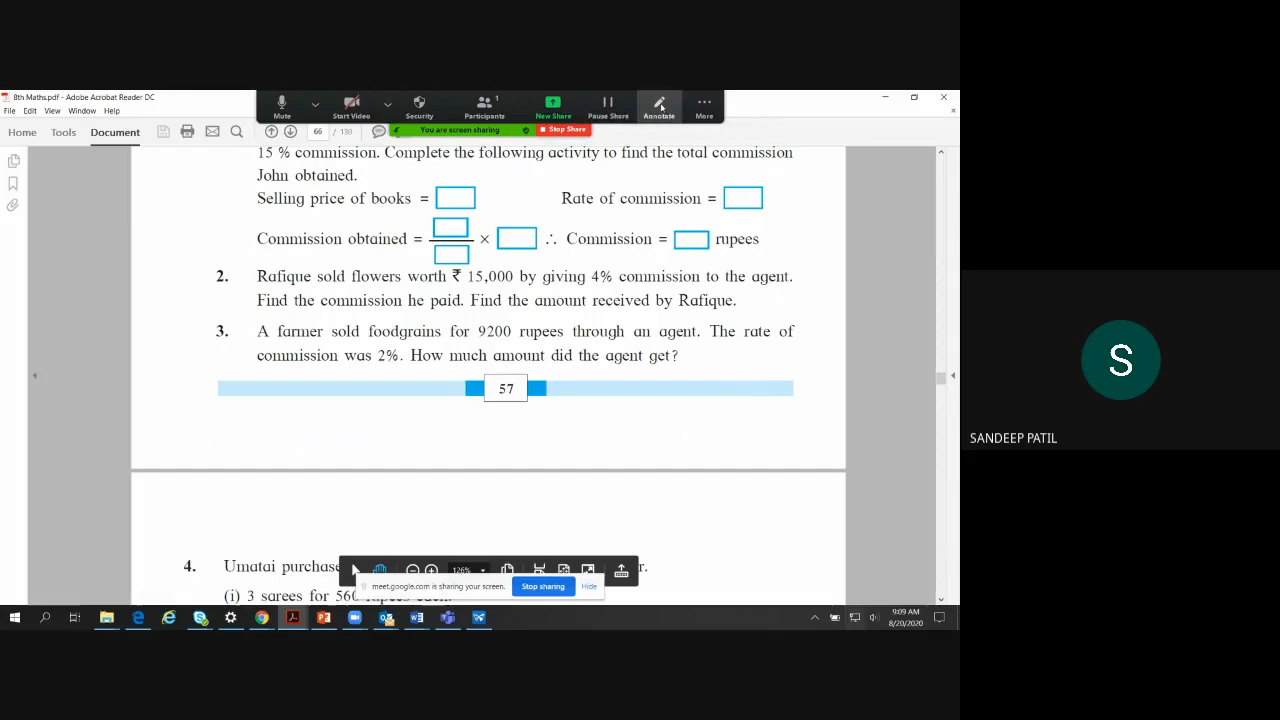 8th Maths.pdf - Adobe Acrobat Reader DC
File Edit View Window Help
Mute Start Video Security Participants 1 New Share Pause Share Annotate More
Home Tools Document 66 / 130 You are screen sharing Stop Share
15 % commission. Complete the following activity to find the total commission
John obtained.
Selling price of books = Rate of commission =
Commission obtained = × ∴ Commission = rupees
2. Rafique sold flowers worth ₹ 15,000 by giving 4% commission to the agent.
Find the commission he paid. Find the amount received by Rafique.
3. A farmer sold foodgrains for 9200 rupees through an agent. The rate of
commission was 2%. How much amount did the agent get?
57
S
SANDEEP PATIL
4. Umatai purchase r.
126%
meet.google.com is sharing your screen. Stop sharing Hide
(i) 3 sarees for 560 rupees each.
9:09 AM
8/20/2020